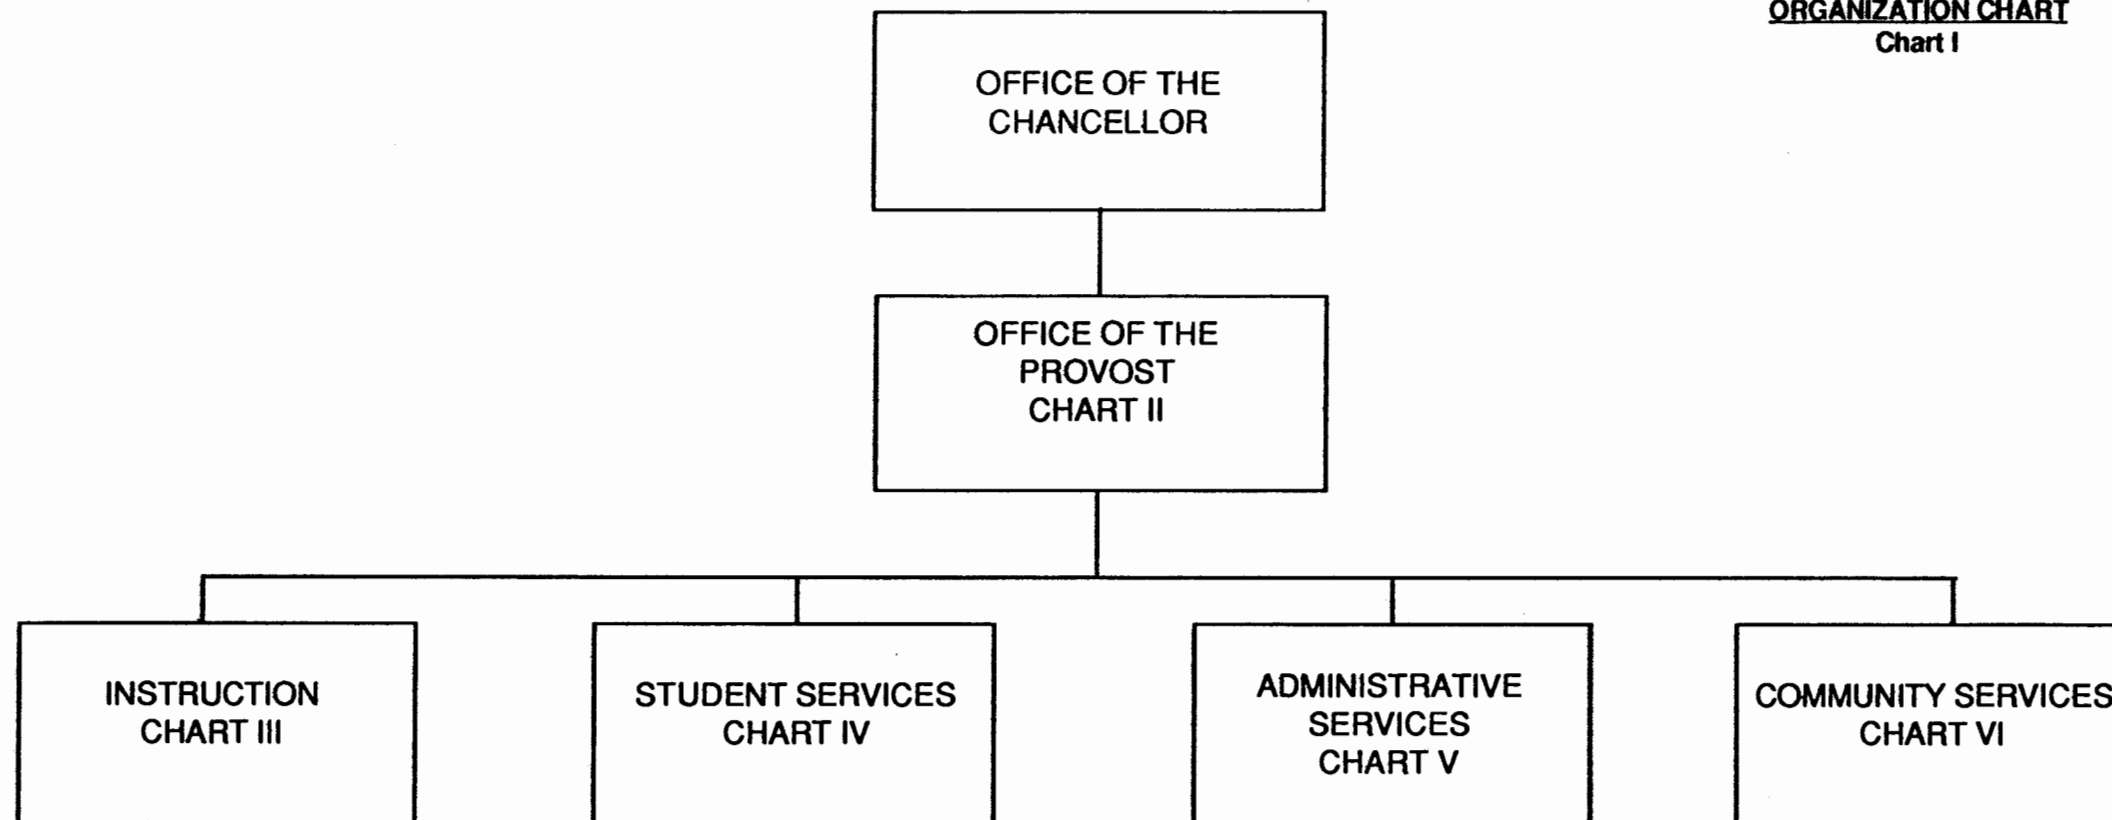 ORGANIZATION CHART
Chart I
OFFICE OF THE
CHANCELLOR
OFFICE OF THE
PROVOST
CHART II
INSTRUCTION
CHART III
STUDENT SERVICES
CHART IV
ADMINISTRATIVE
SERVICES
CHART V
COMMUNITY SERVICES
CHART VI